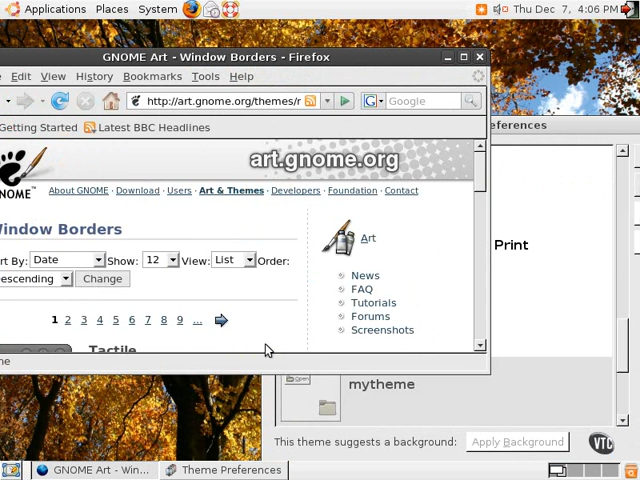 Applications Places System Thu Dec 7, 4:06 PM
GNOME Art - Window Borders - Firefox
Edit View History Bookmarks Tools Help
http://art.gnome.org/themes/r Google
Getting Started Latest BBC Headlines
GNOME art.gnome.org
About GNOME · Download · Users · Art & Themes · Developers · Foundation · Contact
Window Borders
rt By: Date Show: 12 View: List Order:
escending Change
1 2 3 4 5 6 7 8 9 ...
Tactile
Art
News
FAQ
Tutorials
Forums
Screenshots
ne
eferences
Print
Open
mytheme
This theme suggests a background: Apply Background
VTC
GNOME Art - Win... Theme Preferences